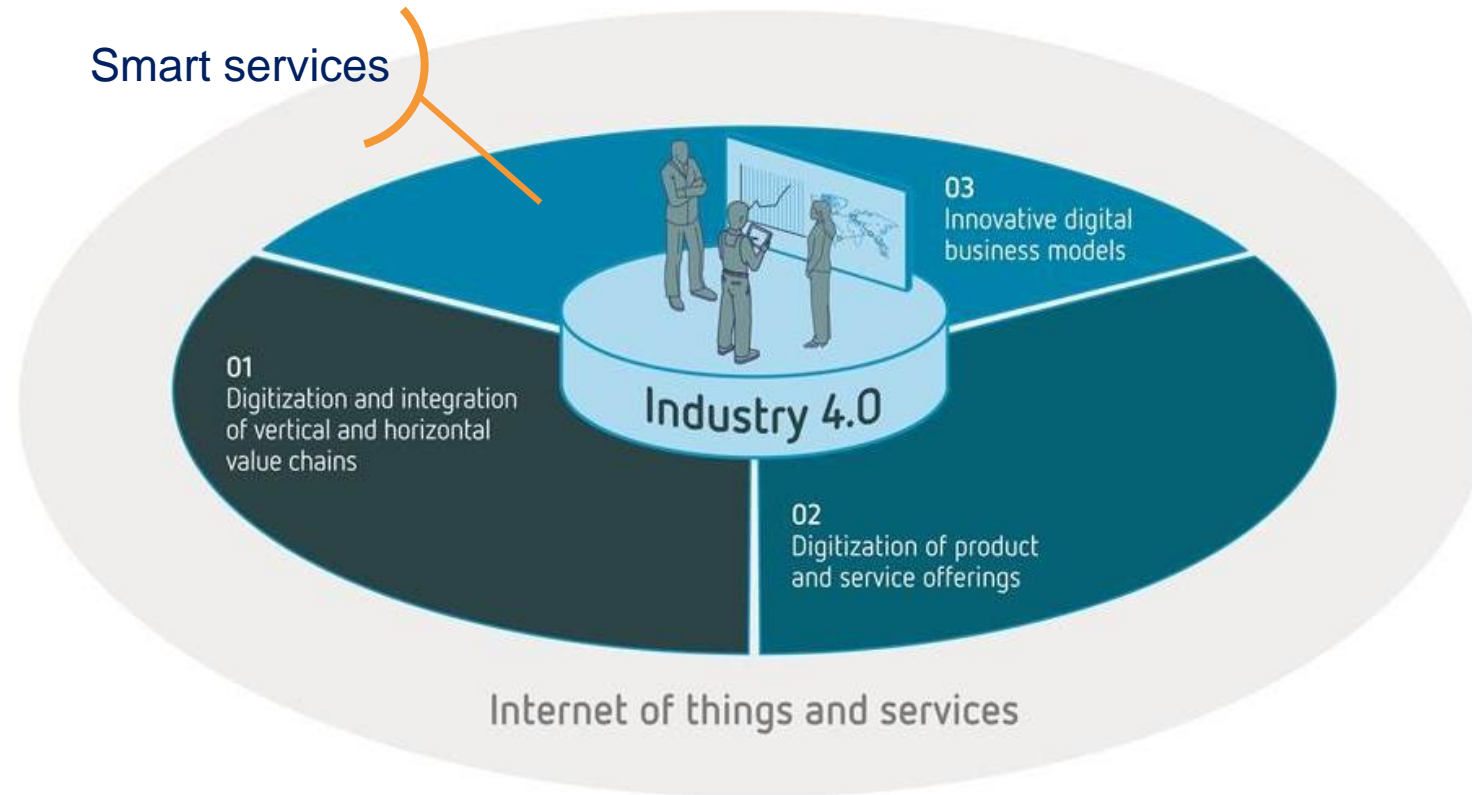 Smart services
03
Innovative digital
business models
01
Digitization and integration
of vertical and horizontal
value chains
Industry 4.0
02
Digitization of product
and service offerings
Internet of things and services